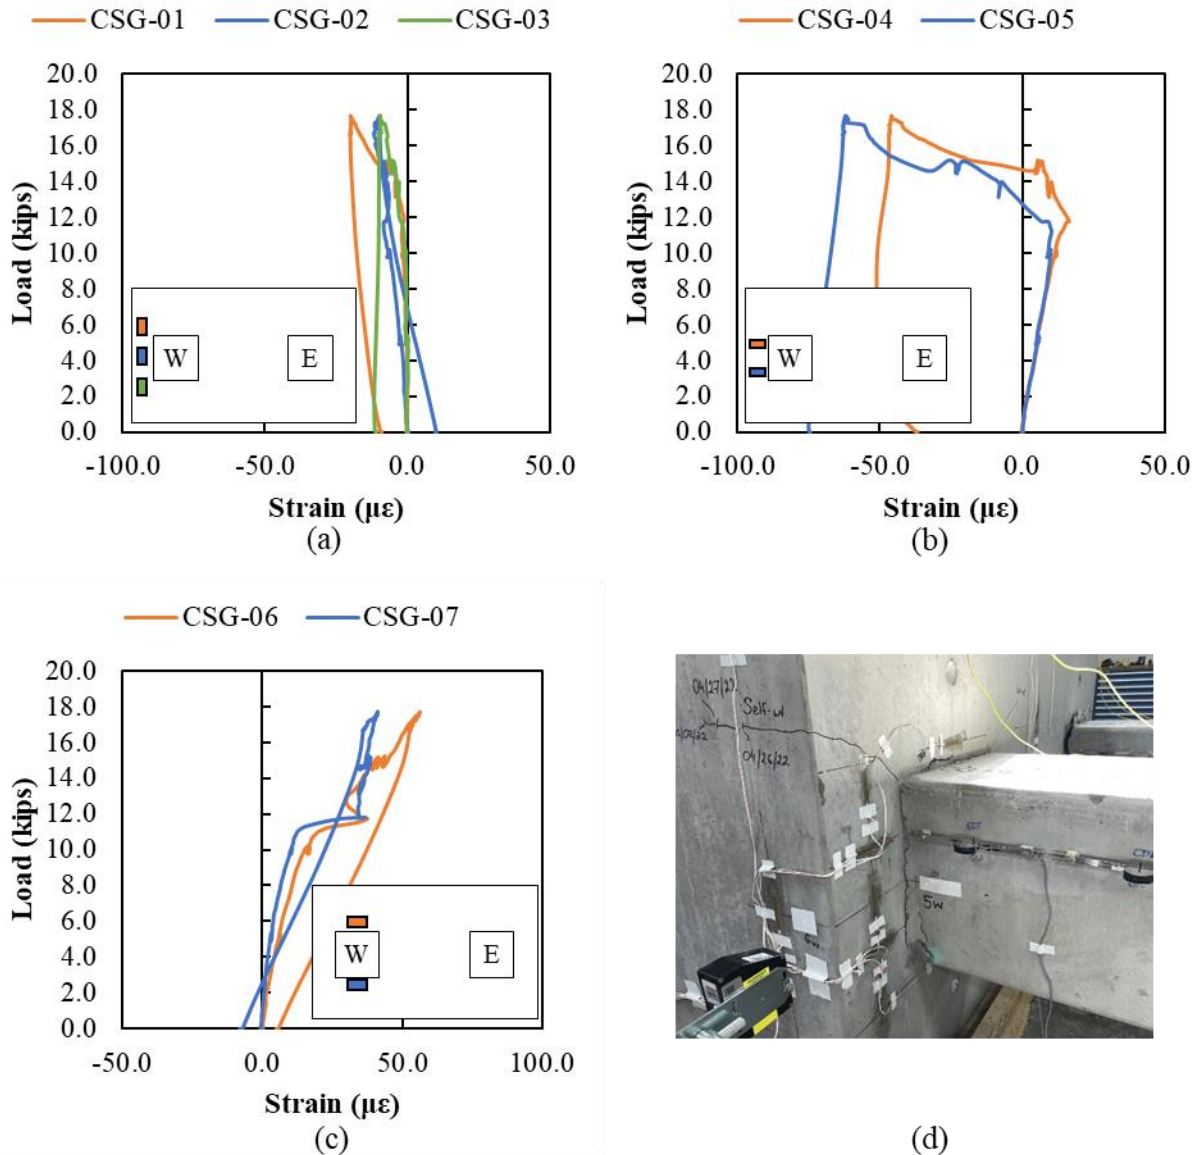 CSG-01 CSG-02 CSG-03
20.0
18.0
16.0
14.0
12.0
10.0
8.0
6.0
4.0
2.0
0.0
Load (kips)
W E
-100.0 -50.0 0.0 50.0
Strain (με)
(a)
CSG-04 CSG-05
20.0
18.0
16.0
14.0
12.0
10.0
8.0
6.0
4.0
2.0
0.0
Load (kips)
W E
-100.0 -50.0 0.0 50.0
Strain (με)
(b)
CSG-06 CSG-07
20.0
18.0
16.0
14.0
12.0
10.0
8.0
6.0
4.0
2.0
0.0
Load (kips)
W E
-50.0 0.0 50.0 100.0
Strain (με)
(c)
Self-w
04/26/22
5w
6w
(d)